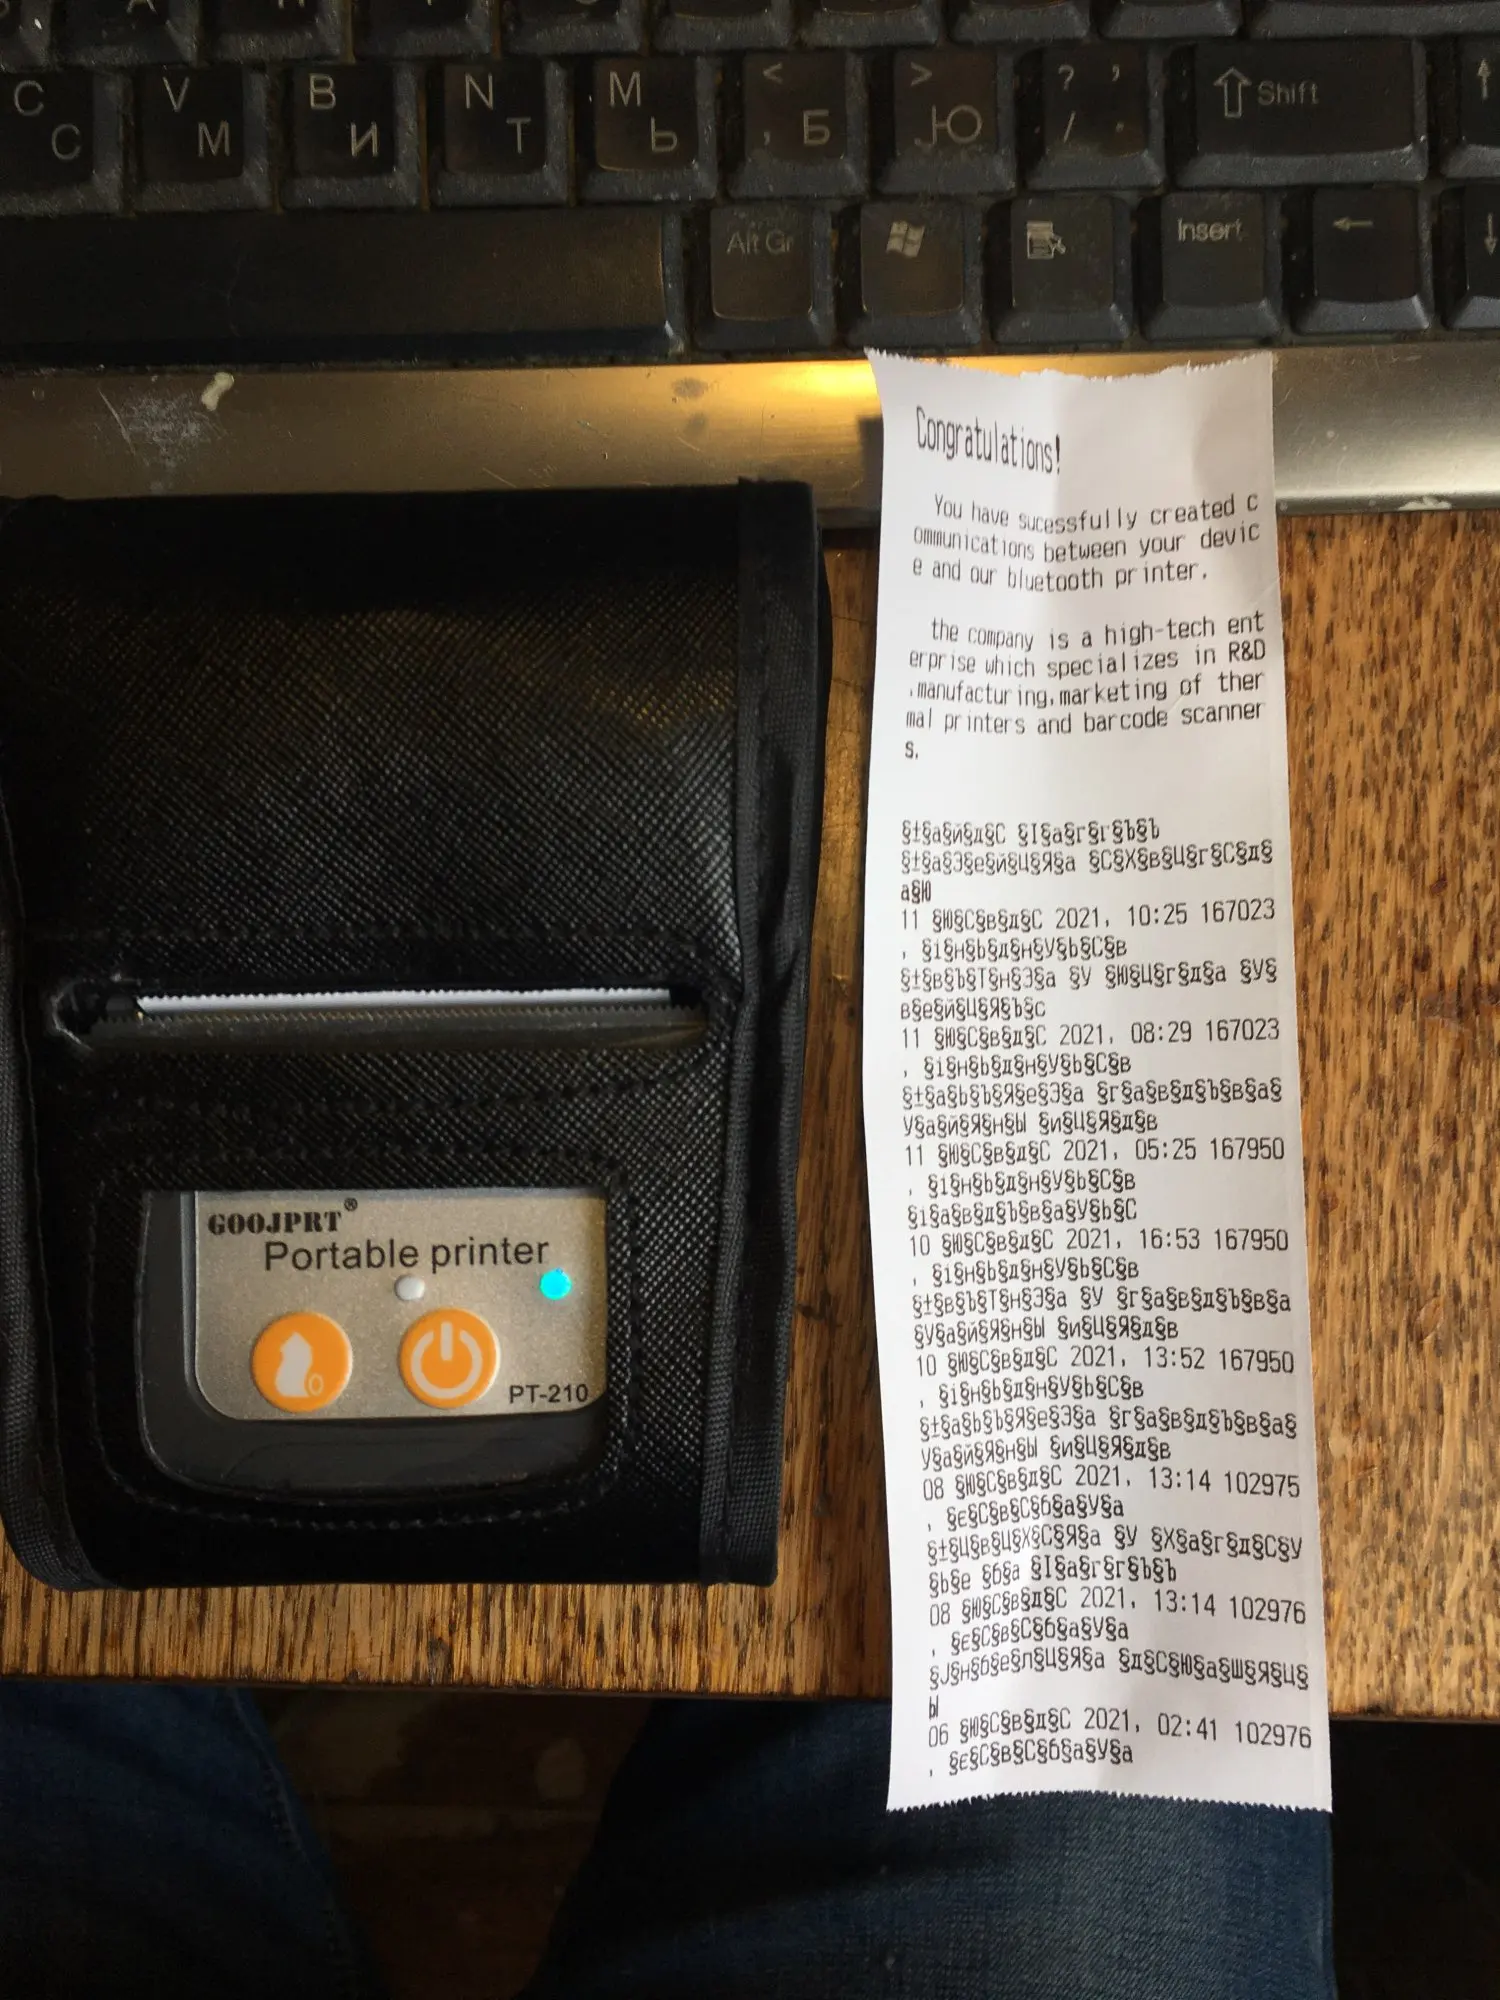 C С
V М
B И
N Т
M Ь
< , Б
> . Ю
? , / .
Shift
Alt Gr
Insert
Congratulations!
You have sucessfully created c
ommunications between your devic
e and our bluetooth printer.
the company is a high-tech ent
erprise which specializes in R&D
,manufacturing,marketing of ther
mal printers and barcode scanner
s.
§±§а§й§д§С §І§а§г§г§Ъ§Ъ
§±§а§З§е§й§Ц§Я§а §С§Х§в§Ц§г§С§д§
а§Ю
11 §Ю§С§в§д§С 2021, 10:25 167023
, §і§н§Ь§д§н§У§Ь§С§в
§±§в§Ъ§Т§н§З§а §У §Ю§Ц§г§д§а §У§
в§е§й§Ц§Я§Ъ§с
11 §Ю§С§в§д§С 2021, 08:29 167023
, §і§н§Ь§д§н§У§Ь§С§в
§±§а§Ь§Ъ§Я§е§З§а §г§а§в§д§Ъ§в§а§
У§а§й§Я§н§Ы §и§Ц§Я§д§в
11 §Ю§С§в§д§С 2021, 05:25 167950
, §і§н§Ь§д§н§У§Ь§С§в
§і§а§в§д§Ъ§в§а§У§Ь§С
10 §Ю§С§в§д§С 2021, 16:53 167950
, §і§н§Ь§д§н§У§Ь§С§в
§±§в§Ъ§Т§н§З§а §У §г§а§в§д§Ъ§в§а
§У§а§й§Я§н§Ы §и§Ц§Я§д§в
10 §Ю§С§в§д§С 2021, 13:52 167950
, §і§н§Ь§д§н§У§Ь§С§в
§±§а§Ь§Ъ§Я§е§З§а §г§а§в§д§Ъ§в§а§
У§а§й§Я§н§Ы §и§Ц§Я§д§в
08 §Ю§С§в§д§С 2021, 13:14 102975
, §є§С§в§С§б§а§У§а
§±§Ц§в§Ц§Х§С§Я§а §У §Х§а§г§д§С§У
§Ь§е §б§а §І§а§г§г§Ъ§Ъ
08 §Ю§С§в§д§С 2021, 13:14 102976
, §є§С§в§С§б§а§У§а
§Ј§н§б§е§л§Ц§Я§а §д§С§Ю§а§Ш§Я§Ц§
Ы
06 §Ю§С§в§д§С 2021, 02:41 102976
, §є§С§в§С§б§а§У§а
GOOJPRT®
Portable printer
PT-210